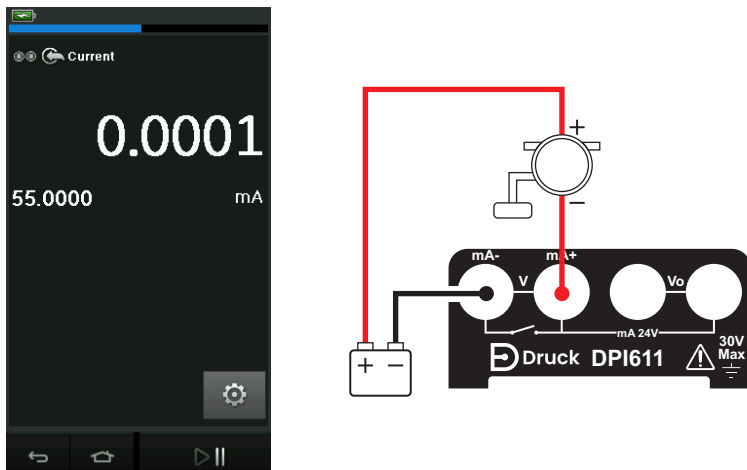 Current
0.0001
55.0000 mA
+
−
mA- mA+
V Vo
mA 24V
+ −
Druck DPI611
30V
Max